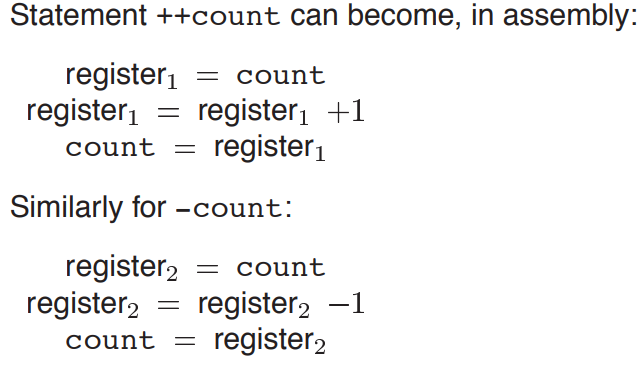 Statement ++count can become, in assembly:
register₁ = count
register₁ = register₁ +1
count = register₁
Similarly for –count:
register₂ = count
register₂ = register₂ −1
count = register₂